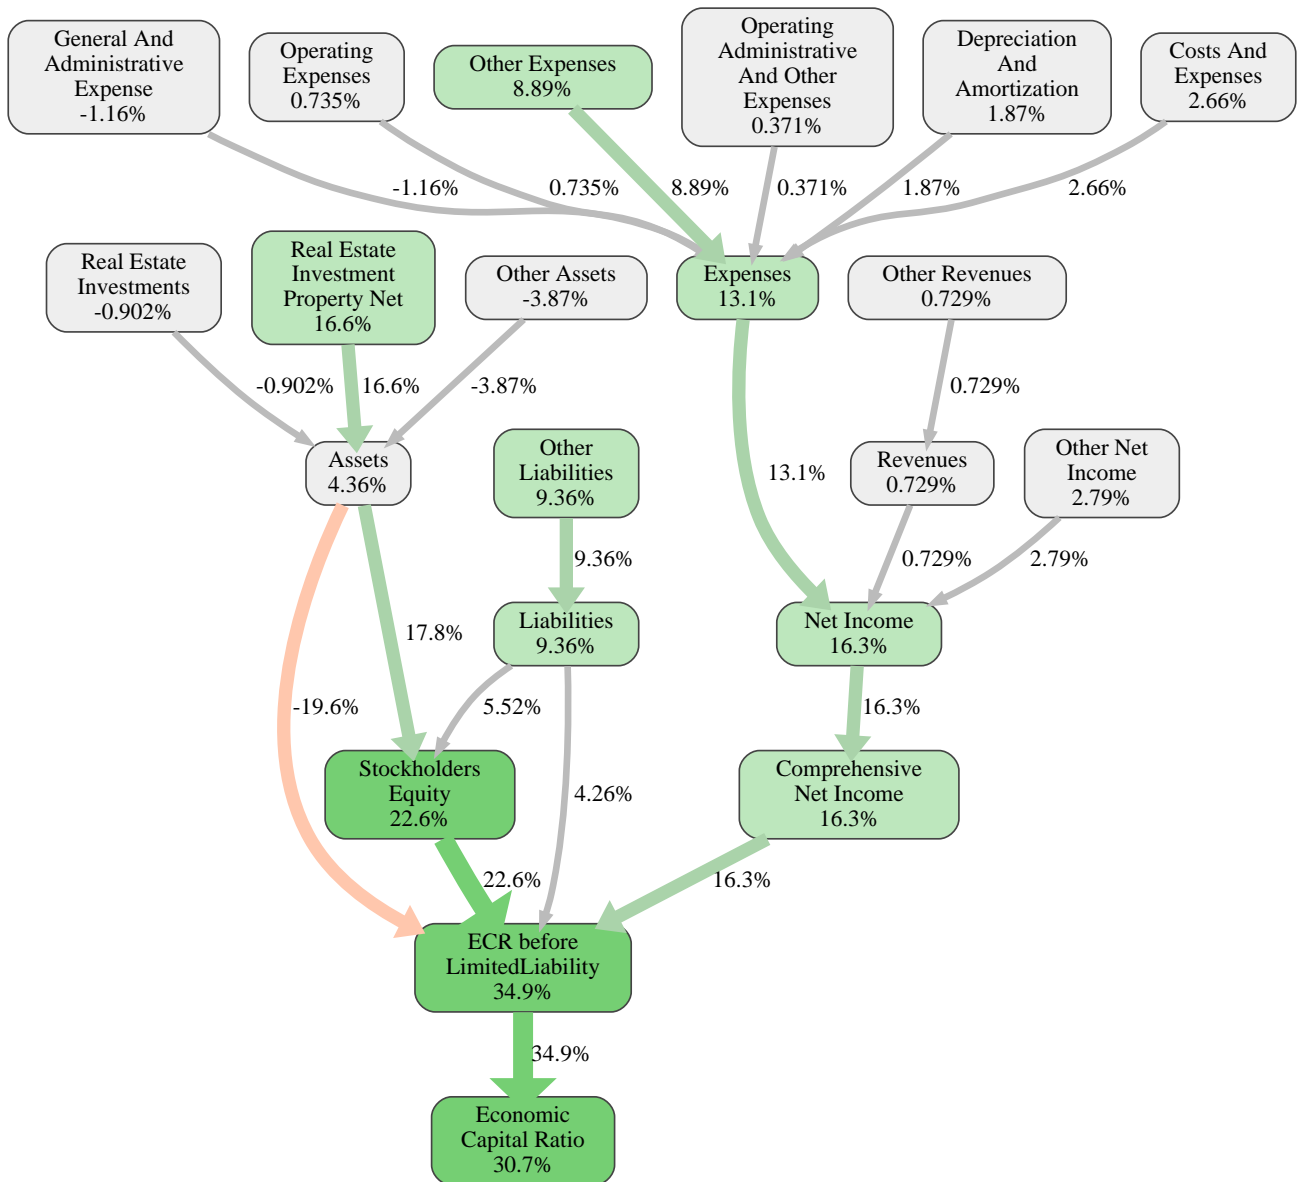 General And
Administrative
Expense
-1.16%
Operating
Expenses
0.735%
Other Expenses
8.89%
Operating
Administrative
And Other
Expenses
0.371%
Depreciation
And
Amortization
1.87%
Costs And
Expenses
2.66%
-1.16%
0.735%
8.89%
0.371%
1.87%
2.66%
Real Estate
Investments
-0.902%
Real Estate
Investment
Property Net
16.6%
Other Assets
-3.87%
Expenses
13.1%
Other Revenues
0.729%
-0.902%
16.6%
-3.87%
0.729%
Assets
4.36%
Other
Liabilities
9.36%
13.1%
Revenues
0.729%
Other Net
Income
2.79%
9.36%
0.729%
2.79%
17.8%
Liabilities
9.36%
Net Income
16.3%
-19.6%
5.52%
16.3%
Stockholders
Equity
22.6%
4.26%
Comprehensive
Net Income
16.3%
22.6%
16.3%
ECR before
LimitedLiability
34.9%
34.9%
Economic
Capital Ratio
30.7%